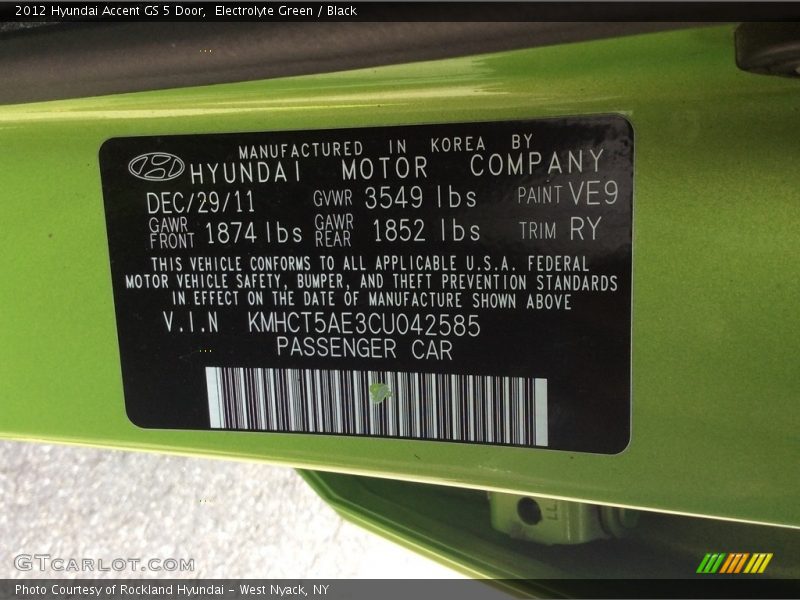 2012 Hyundai Accent GS 5 Door,  Electrolyte Green / Black
MANUFACTURED IN KOREA BY
HYUNDAI MOTOR COMPANY
DEC/29/11 GVWR 3549 lbs PAINT VE9
GAWR FRONT 1874 lbs GAWR REAR 1852 lbs TRIM RY
THIS VEHICLE CONFORMS TO ALL APPLICABLE U.S.A. FEDERAL
MOTOR VEHICLE SAFETY, BUMPER, AND THEFT PREVENTION STANDARDS
IN EFFECT ON THE DATE OF MANUFACTURE SHOWN ABOVE
V.I.N KMHCT5AE3CU042585
PASSENGER CAR
GTCARLOT.COM
Photo Courtesy of Rockland Hyundai - West Nyack, NY